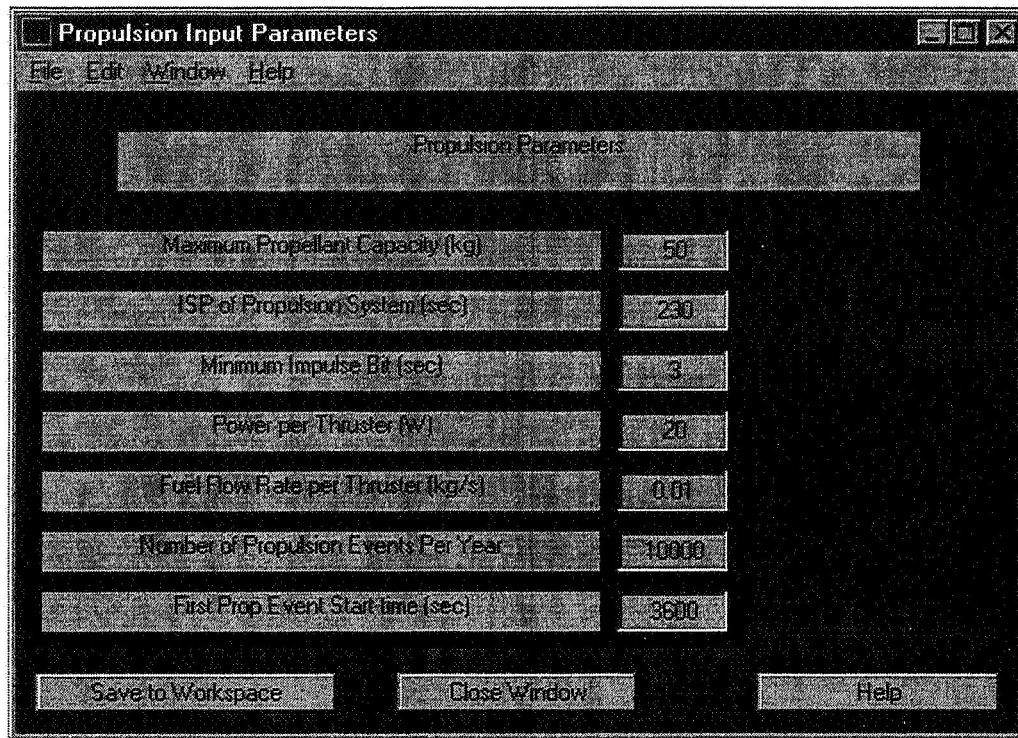 Propulsion Input Parameters
File Edit Window Help
Propulsion Parameters
Maximum Propellant Capacity (kg) 50
ISP of Propulsion System (sec) 230
Minimum Impulse Bit (sec) 3
Power per Thruster (W) 20
Fuel Flow Rate per Thruster (kg/s) 0.01
Number of Propulsion Events Per Year 10000
First Prop Event Start time (sec) 3600
Save to Workspace Close Window Help